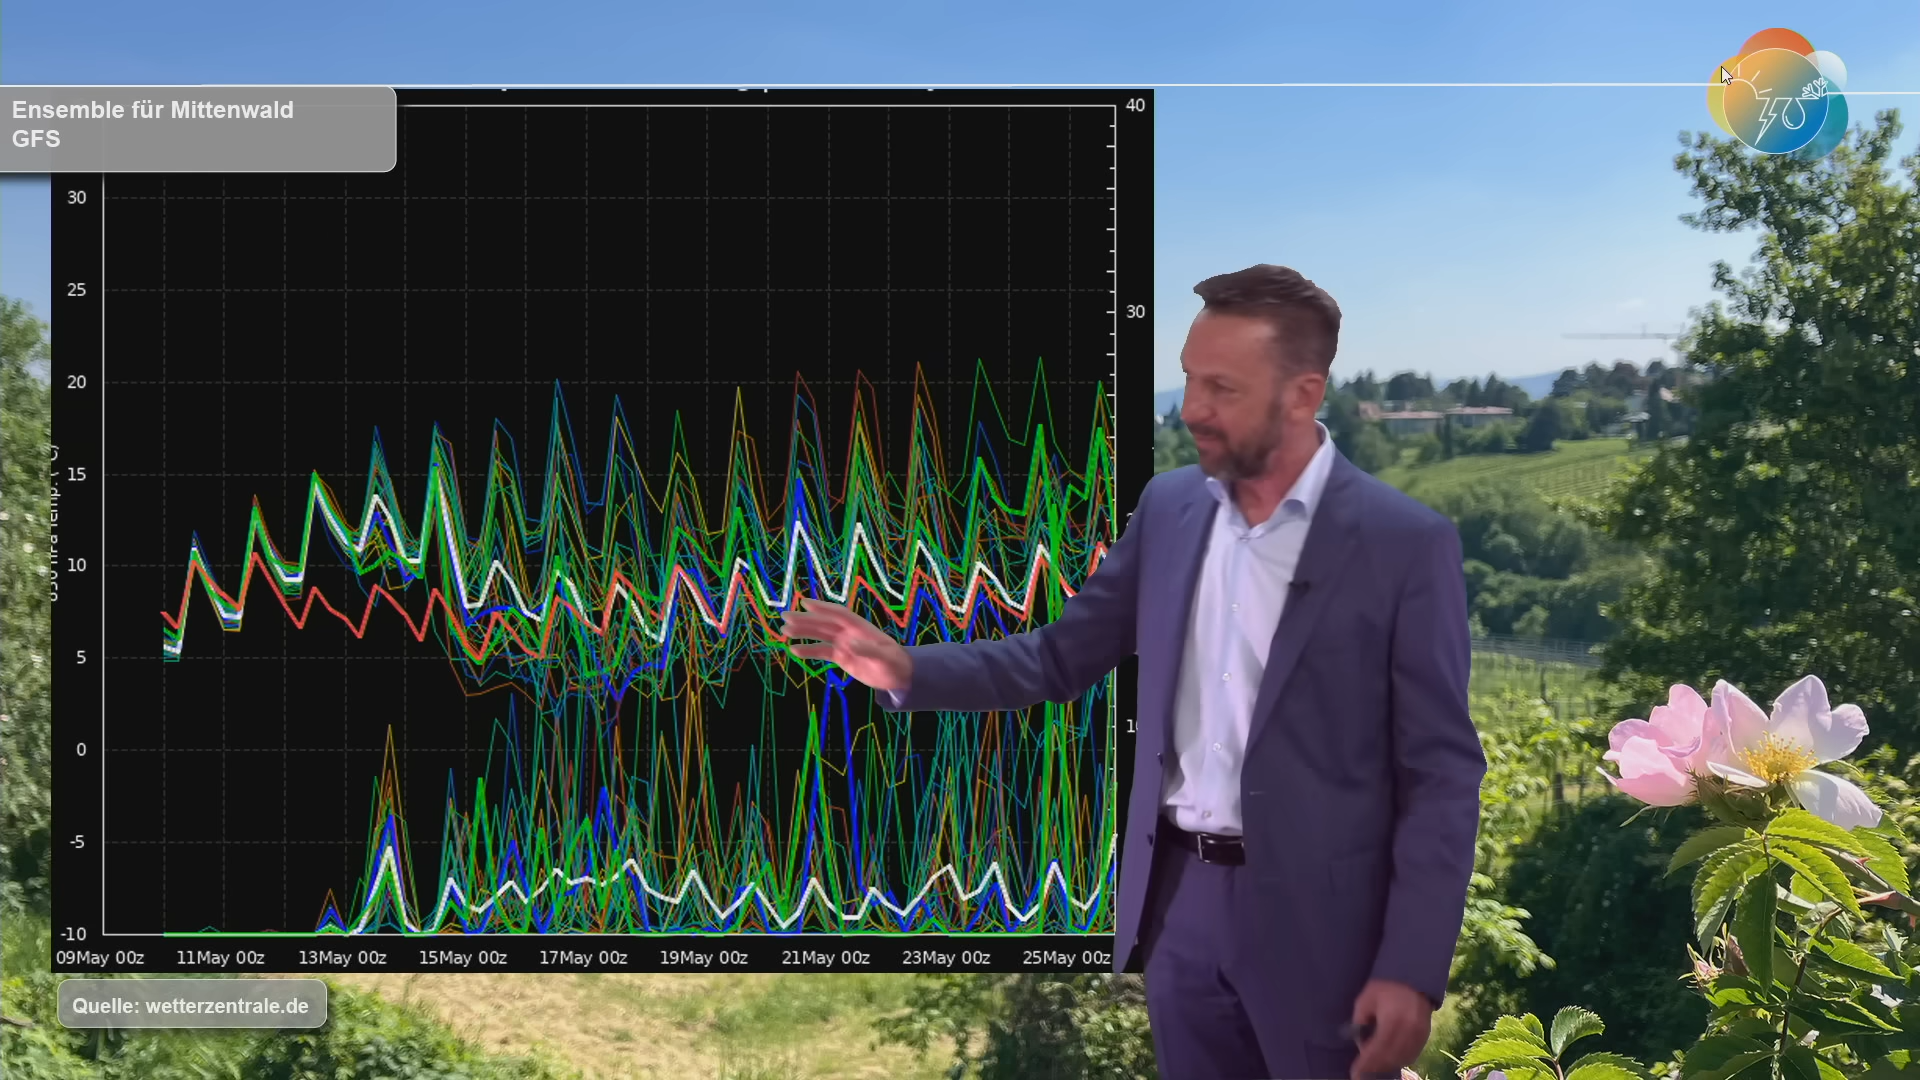 Ensemble für Mittenwald
GFS
40
30
25
20
15
10
5
0
-5
-10
30
09May 00z 11May 00z 13May 00z 15May 00z 17May 00z 19May 00z 21May 00z 23May 00z 25May 00z
Quelle: wetterzentrale.de